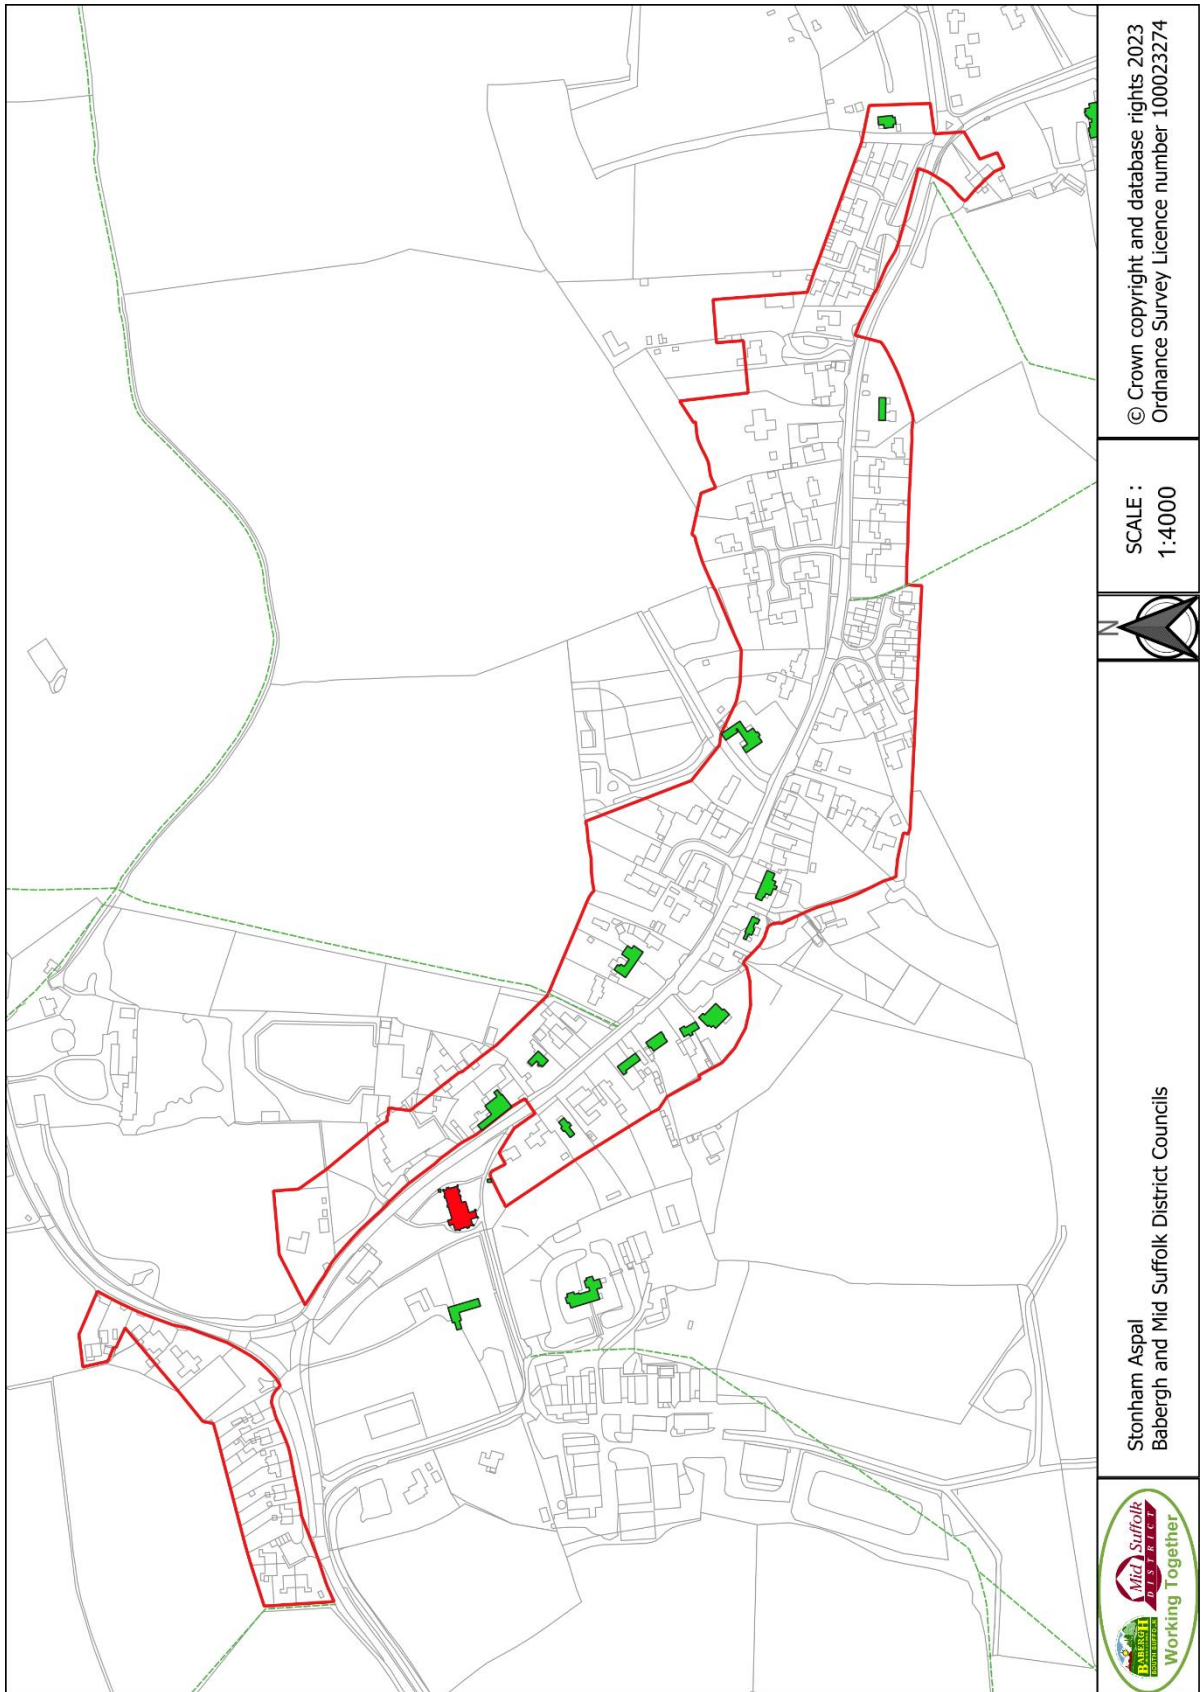 Stonham Aspal
Babergh and Mid Suffolk District Councils
N
SCALE :
1:4000
© Crown copyright and database rights 2023
Ordnance Survey Licence number 100023274
BABERGH
SOUTH SUFFOLK
Mid Suffolk
DISTRICT
Working Together